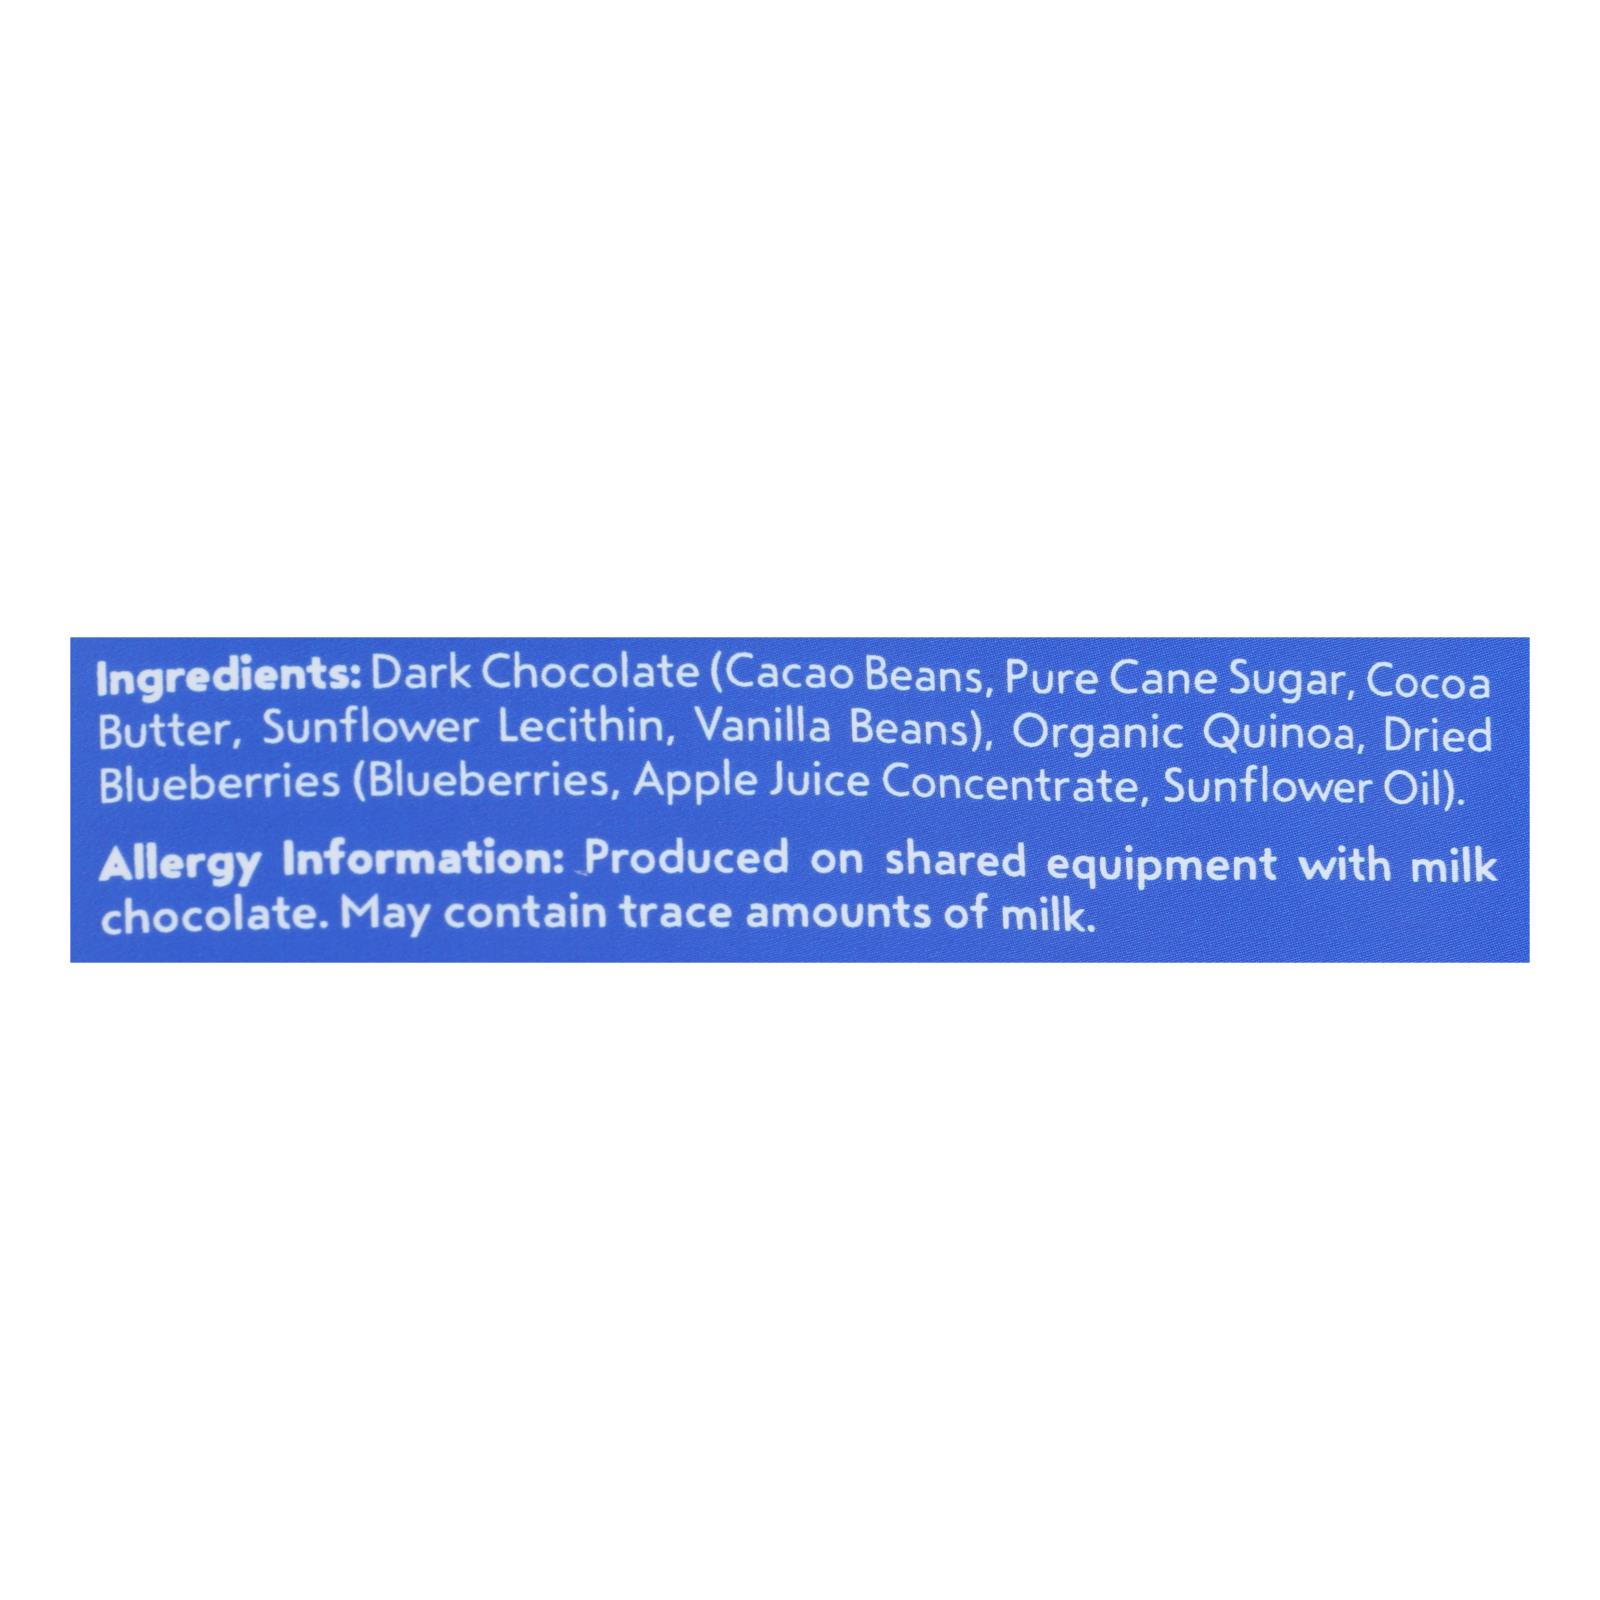 Ingredients: Dark Chocolate (Cacao Beans, Pure Cane Sugar, Cocoa
Butter, Sunflower Lecithin, Vanilla Beans), Organic Quinoa, Dried
Blueberries (Blueberries, Apple Juice Concentrate, Sunflower Oil).
Allergy Information: Produced on shared equipment with milk
chocolate. May contain trace amounts of milk.